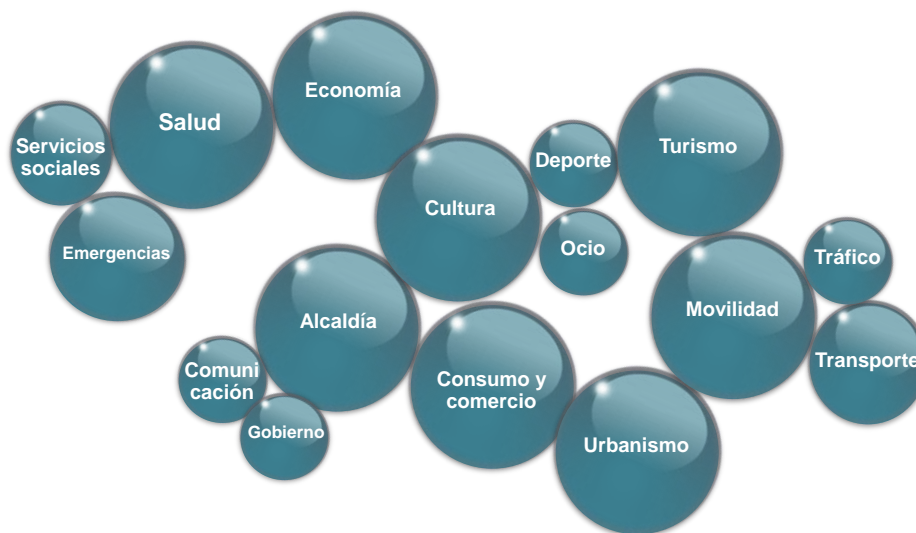 Economía
Salud
Servicios
sociales
Deporte
Turismo
Cultura
Emergencias
Ocio
Tráfico
Alcaldía
Movilidad
Comuni
cación
Consumo y
comercio
Transporte
Gobierno
Urbanismo